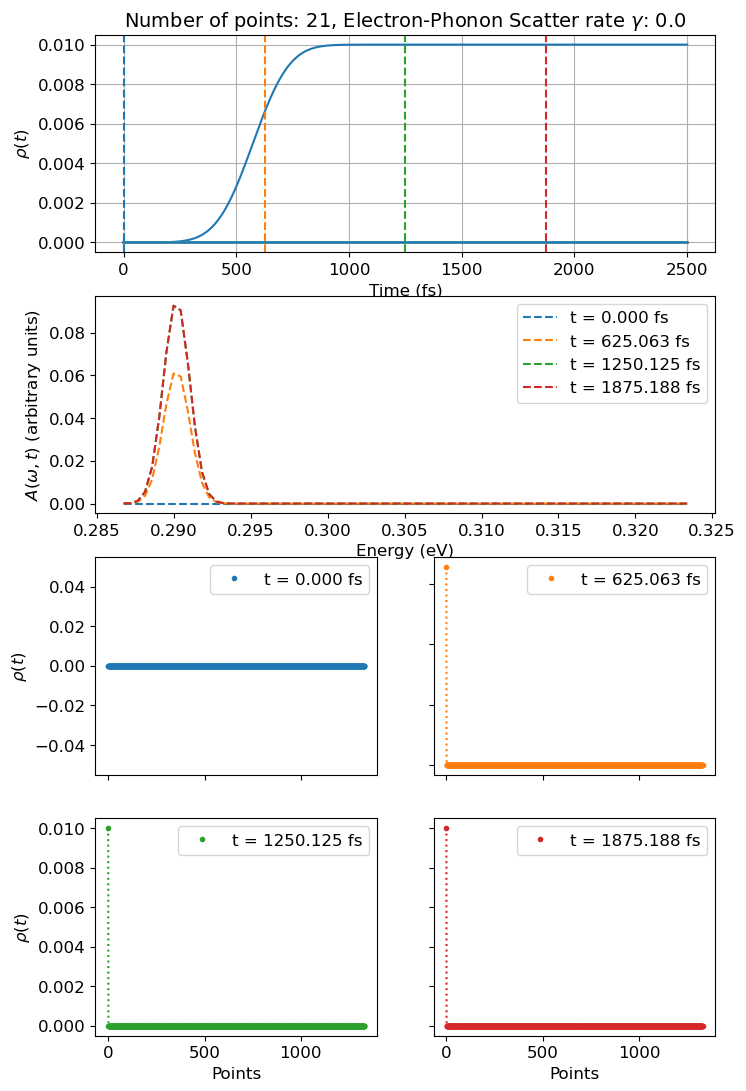 Number of points: 21, Electron-Phonon Scatter rate γ: 0.0
0.010
0.008
0.006
0.004
0.002
0.000
ρ(t)
0 500 1000 1500 2000 2500
Time (fs)
0.08
0.06
0.04
0.02
0.00
A(ω, t) (arbitrary units)
t = 0.000 fs
t = 625.063 fs
t = 1250.125 fs
t = 1875.188 fs
0.285 0.290 0.295 0.300 0.305 0.310 0.315 0.320 0.325
Energy (eV)
0.04
0.02
0.00
−0.02
−0.04
ρ(t)
t = 0.000 fs
t = 625.063 fs
0.010
0.008
0.006
0.004
0.002
0.000
ρ(t)
t = 1250.125 fs
0 500 1000
Points
t = 1875.188 fs
0 500 1000
Points